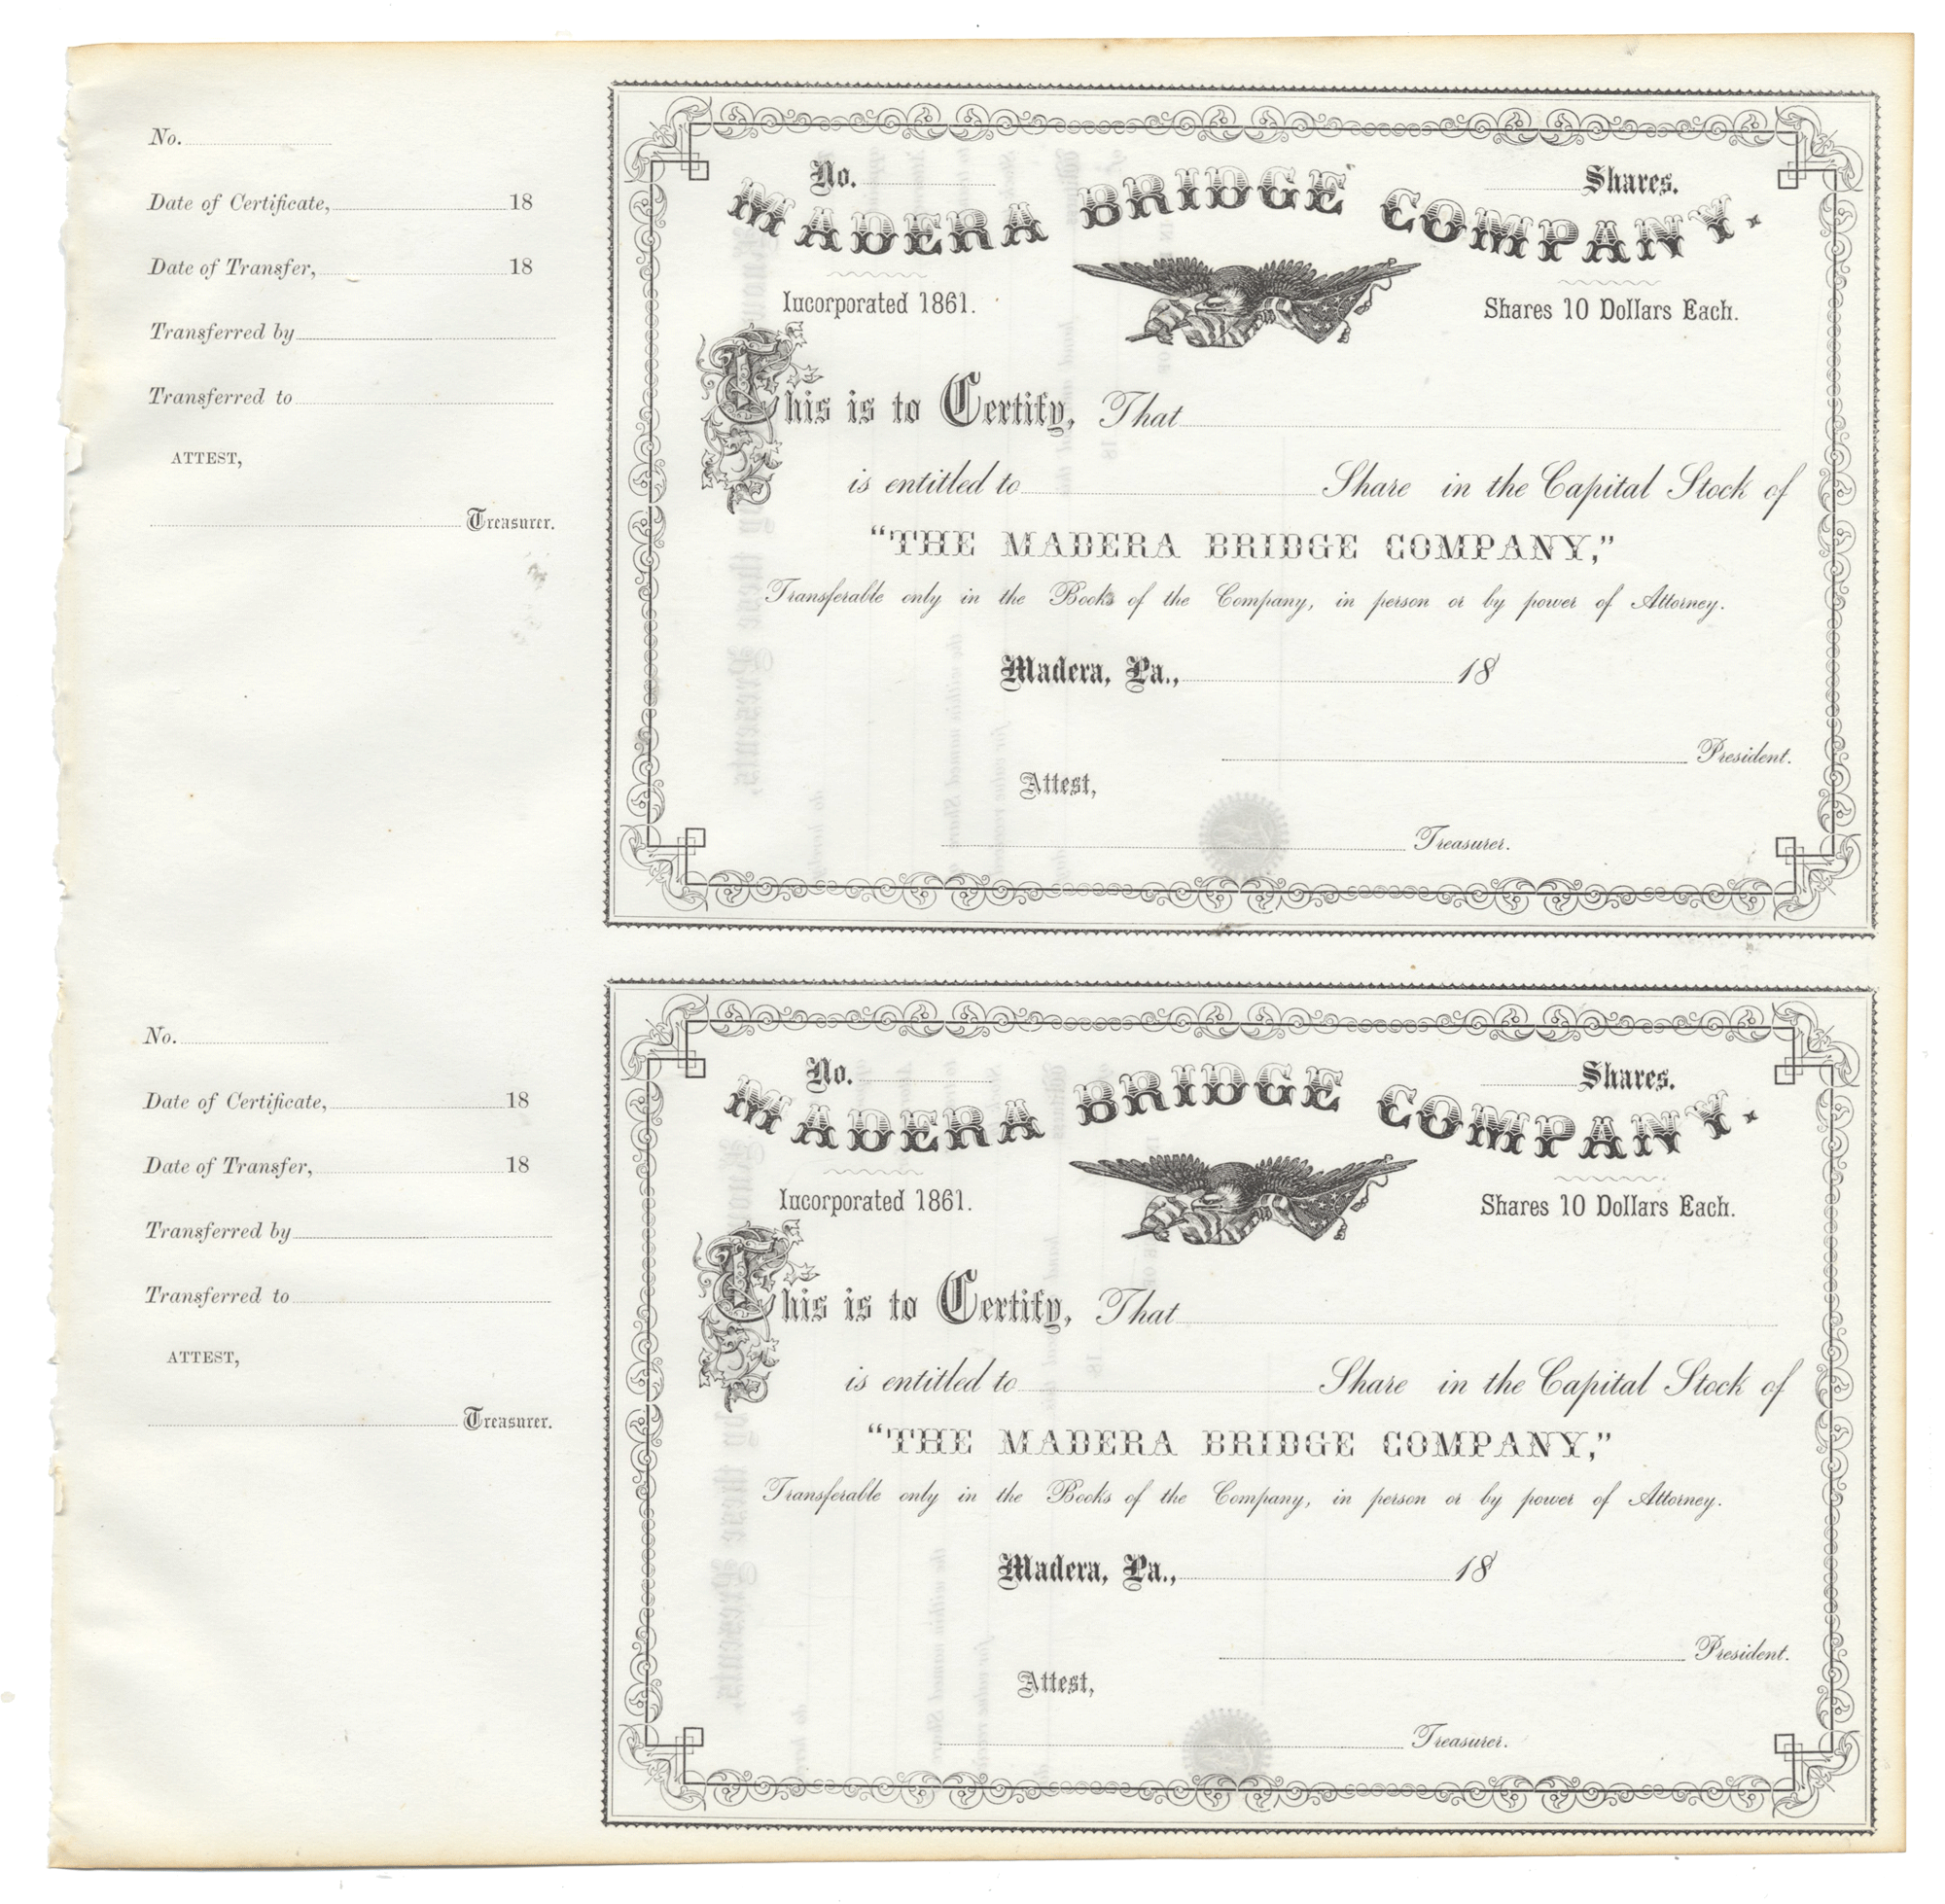 No.
Date of Certificate, 18
Date of Transfer, 18
Transferred by
Transferred to
ATTEST,
Treasurer.
No. Shares.
MADERA BRIDGE COMPANY.
Incorporated 1861. Shares 10 Dollars Each.
This is to Certify, That
is entitled to Share in the Capital Stock of
"THE MADERA BRIDGE COMPANY,"
Transferable only in the Books of the Company, in person or by power of Attorney.
Madera, Pa., 18
President.
Attest,
Treasurer.
No.
Date of Certificate, 18
Date of Transfer, 18
Transferred by
Transferred to
ATTEST,
Treasurer.
No. Shares.
MADERA BRIDGE COMPANY.
Incorporated 1861. Shares 10 Dollars Each.
This is to Certify, That
is entitled to Share in the Capital Stock of
"THE MADERA BRIDGE COMPANY,"
Transferable only in the Books of the Company, in person or by power of Attorney.
Madera, Pa., 18
President.
Attest,
Treasurer.